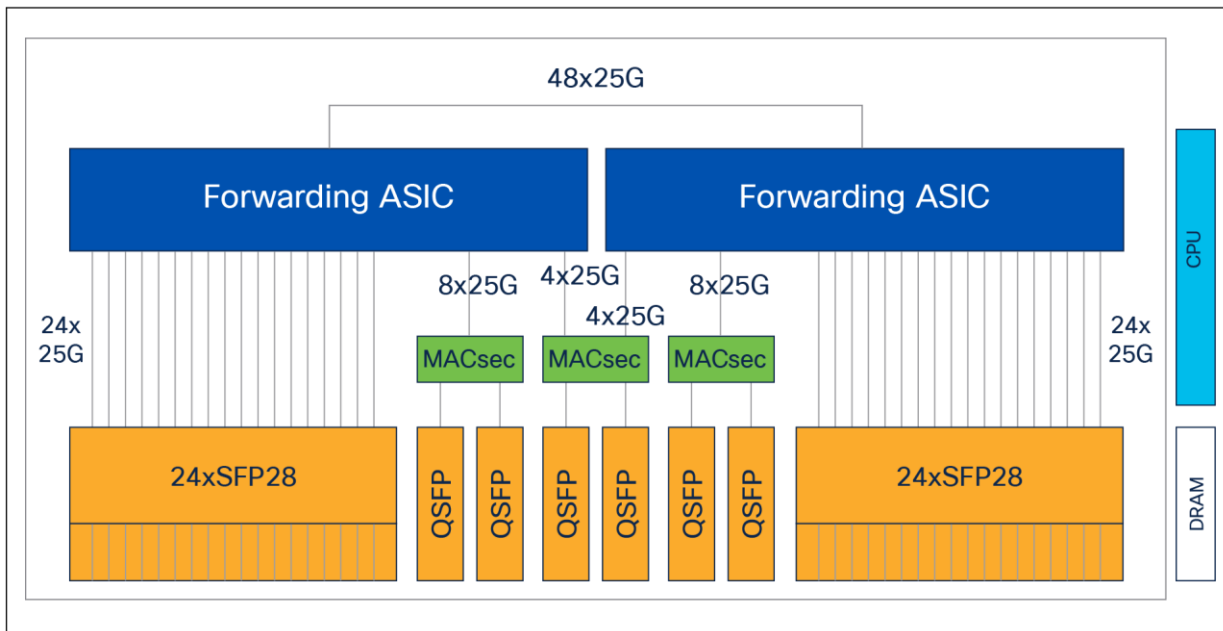 48x25G
Forwarding ASIC
Forwarding ASIC
CPU
8x25G
4x25G
8x25G
4x25G
24x
25G
24x
25G
MACsec
MACsec
MACsec
24xSFP28
QSFP
QSFP
QSFP
QSFP
QSFP
QSFP
24xSFP28
DRAM